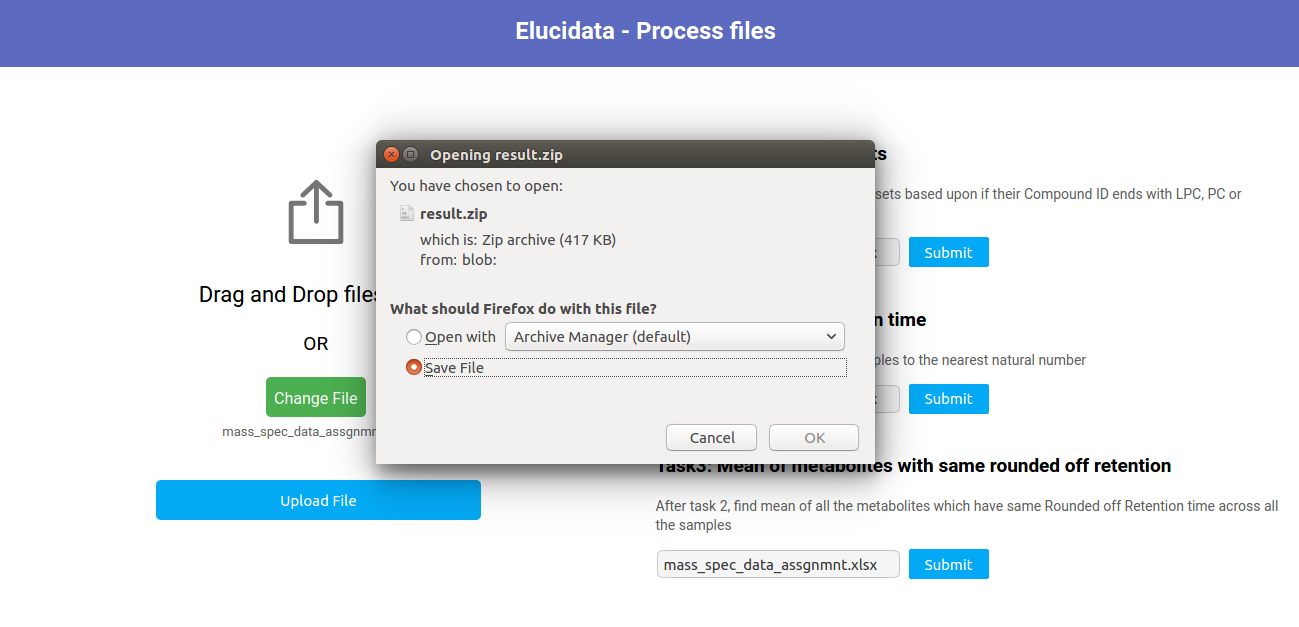 Elucidata - Process files
Opening result.zip
You have chosen to open:
result.zip
which is: Zip archive (417 KB)
from: blob:
What should Firefox do with this file?
Open with
Archive Manager (default)
Save File
Cancel
OK
Drag and Drop files
OR
Change File
mass_spec_data_assgnmn
Upload File
sets based upon if their Compound ID ends with LPC, PC or
Submit
n time
ples to the nearest natural number
Submit
Task3: Mean of metabolites with same rounded off retention
After task 2, find mean of all the metabolites which have same Rounded off Retention time across all
the samples
mass_spec_data_assgnmnt.xlsx
Submit